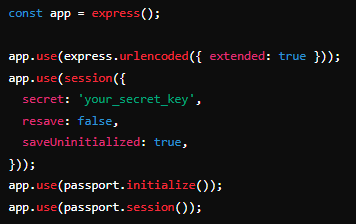 const app = express();
app.use(express.urlencoded({ extended: true }));
app.use(session({
  secret: 'your_secret_key',
  resave: false,
  saveUninitialized: true,
}));
app.use(passport.initialize());
app.use(passport.session());